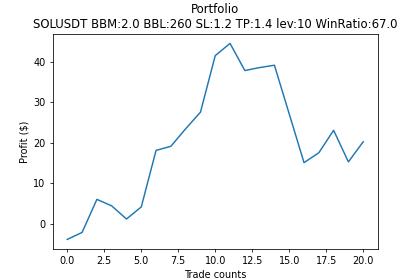 Portfolio
SOLUSDT BBM:2.0 BBL:260 SL:1.2 TP:1.4 lev:10 WinRatio:67.0
Profit ($)
40
30
20
10
0
0.0 2.5 5.0 7.5 10.0 12.5 15.0 17.5 20.0
Trade counts